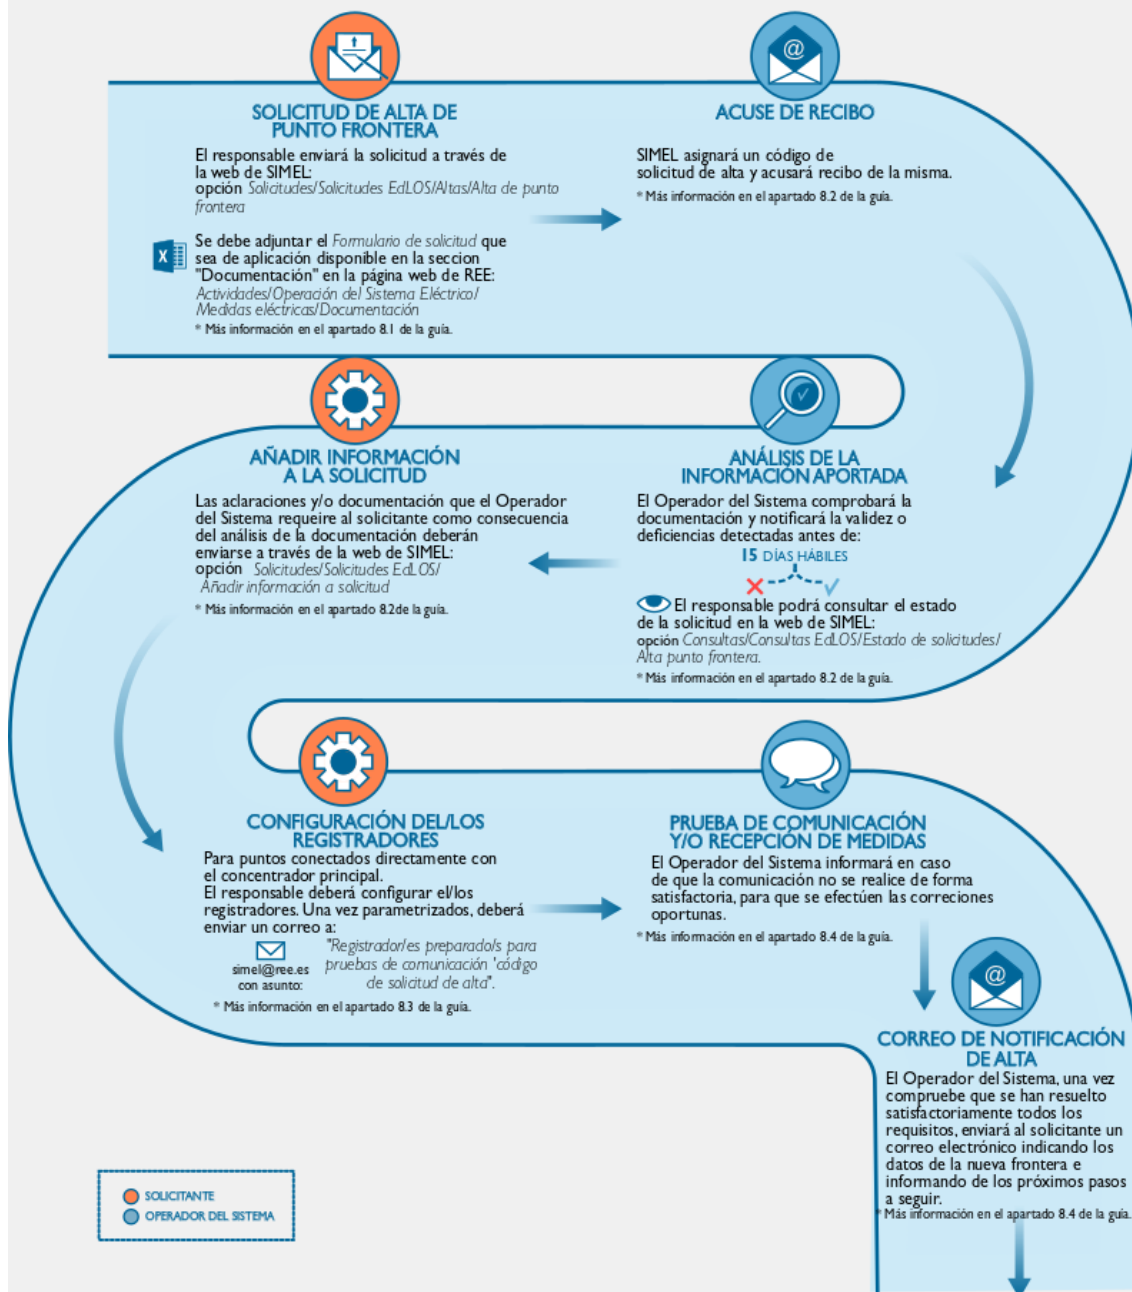 SOLICITUD DE ALTA DE
PUNTO FRONTERA
El responsable enviará la solicitud a través de
la web de SIMEL:
opción Solicitudes/Solicitudes EdLOS/Altas/Alta de punto
frontera
X
Se debe adjuntar el Formulario de solicitud que
sea de aplicación disponible en la seccion
"Documentación" en la página web de REE:
Actividades/Operación del Sistema Eléctrico/
Medidas eléctricas/Documentación
* Más información en el apartado 8.1 de la guía.
@
ACUSE DE RECIBO
SIMEL asignará un código de
solicitud de alta y acusará recibo de la misma.
* Más información en el apartado 8.2 de la guía.
ANÁLISIS DE LA
INFORMACIÓN APORTADA
El Operador del Sistema comprobará la
documentación y notificará la validez o
deficiencias detectadas antes de:
15 DÍAS HÁBILES
El responsable podrá consultar el estado
de la solicitud en la web de SIMEL:
opción Consultas/Consultas EdLOS/Estado de solicitudes/
Alta punto frontera.
* Más información en el apartado 8.2 de la guía.
AÑADIR INFORMACIÓN
A LA SOLICITUD
Las aclaraciones y/o documentación que el Operador
del Sistema requeire al solicitante como consecuencia
del análisis de la documentación deberán
enviarse a través de la web de SIMEL:
opción Solicitudes/Solicitudes EdLOS/
Añadir información a solicitud
* Más información en el apartado 8.2de la guía.
CONFIGURACIÓN DEL/LOS
REGISTRADORES
Para puntos conectados directamente con
el concentrador principal.
El responsable deberá configurar el/los
registradores. Una vez parametrizados, deberá
enviar un correo a:
simel@ree.es
con asunto:
"Registrador/es preparado/s para
pruebas de comunicación 'código
de solicitud de alta".
* Más información en el apartado 8.3 de la guía.
PRUEBA DE COMUNICACIÓN
Y/O RECEPCIÓN DE MEDIDAS
El Operador del Sistema informará en caso
de que la comunicación no se realice de forma
satisfactoria, para que se efectúen las correciones
oportunas.
* Más información en el apartado 8.4 de la guía.
@
CORREO DE NOTIFICACIÓN
DE ALTA
El Operador del Sistema, una vez
compruebe que se han resuelto
satisfactoriamente todos los
requisitos, enviará al solicitante un
correo electrónico indicando los
datos de la nueva frontera e
informando de los próximos pasos
a seguir.
* Más información en el apartado 8.4 de la guía.
SOLICITANTE
OPERADOR DEL SISTEMA